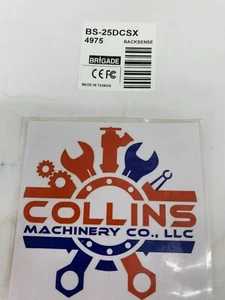 BS-25DCSX
4975 BACKSENSE
BRIGADE
CE FC
MADE IN TAIWAN
COLLINS
MACHINERY CO., LLC